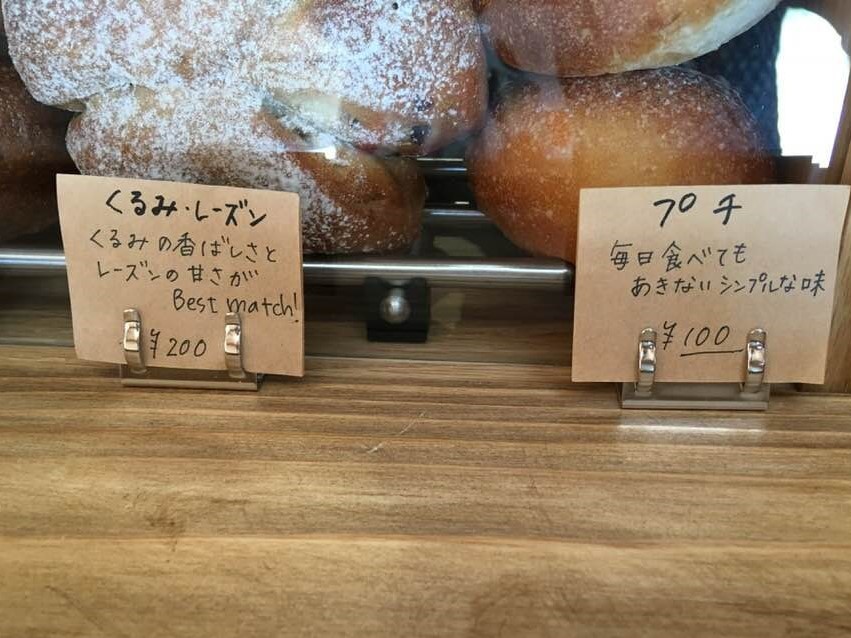 くるみ・レーズン
くるみの香ばしさと
レーズンの甘さが
Best match!
¥200
プチ
毎日食べても
あきないシンプルな味
¥100